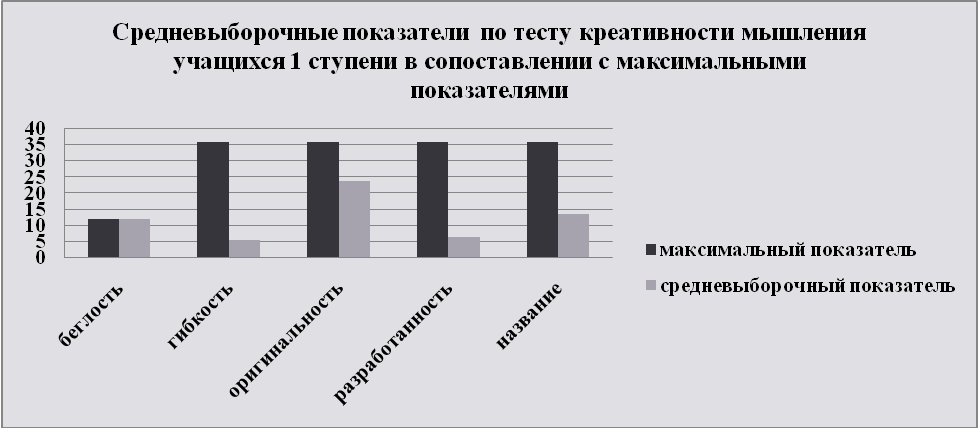 Средневыборочные показатели по тесту креативности мышления
учащихся 1 ступени в сопоставлении с максимальными
показателями
40
35
30
25
20
15
10
5
0
беглость
гибкость
оригинальность
разработанность
название
максимальный показатель
средневыборочный показатель